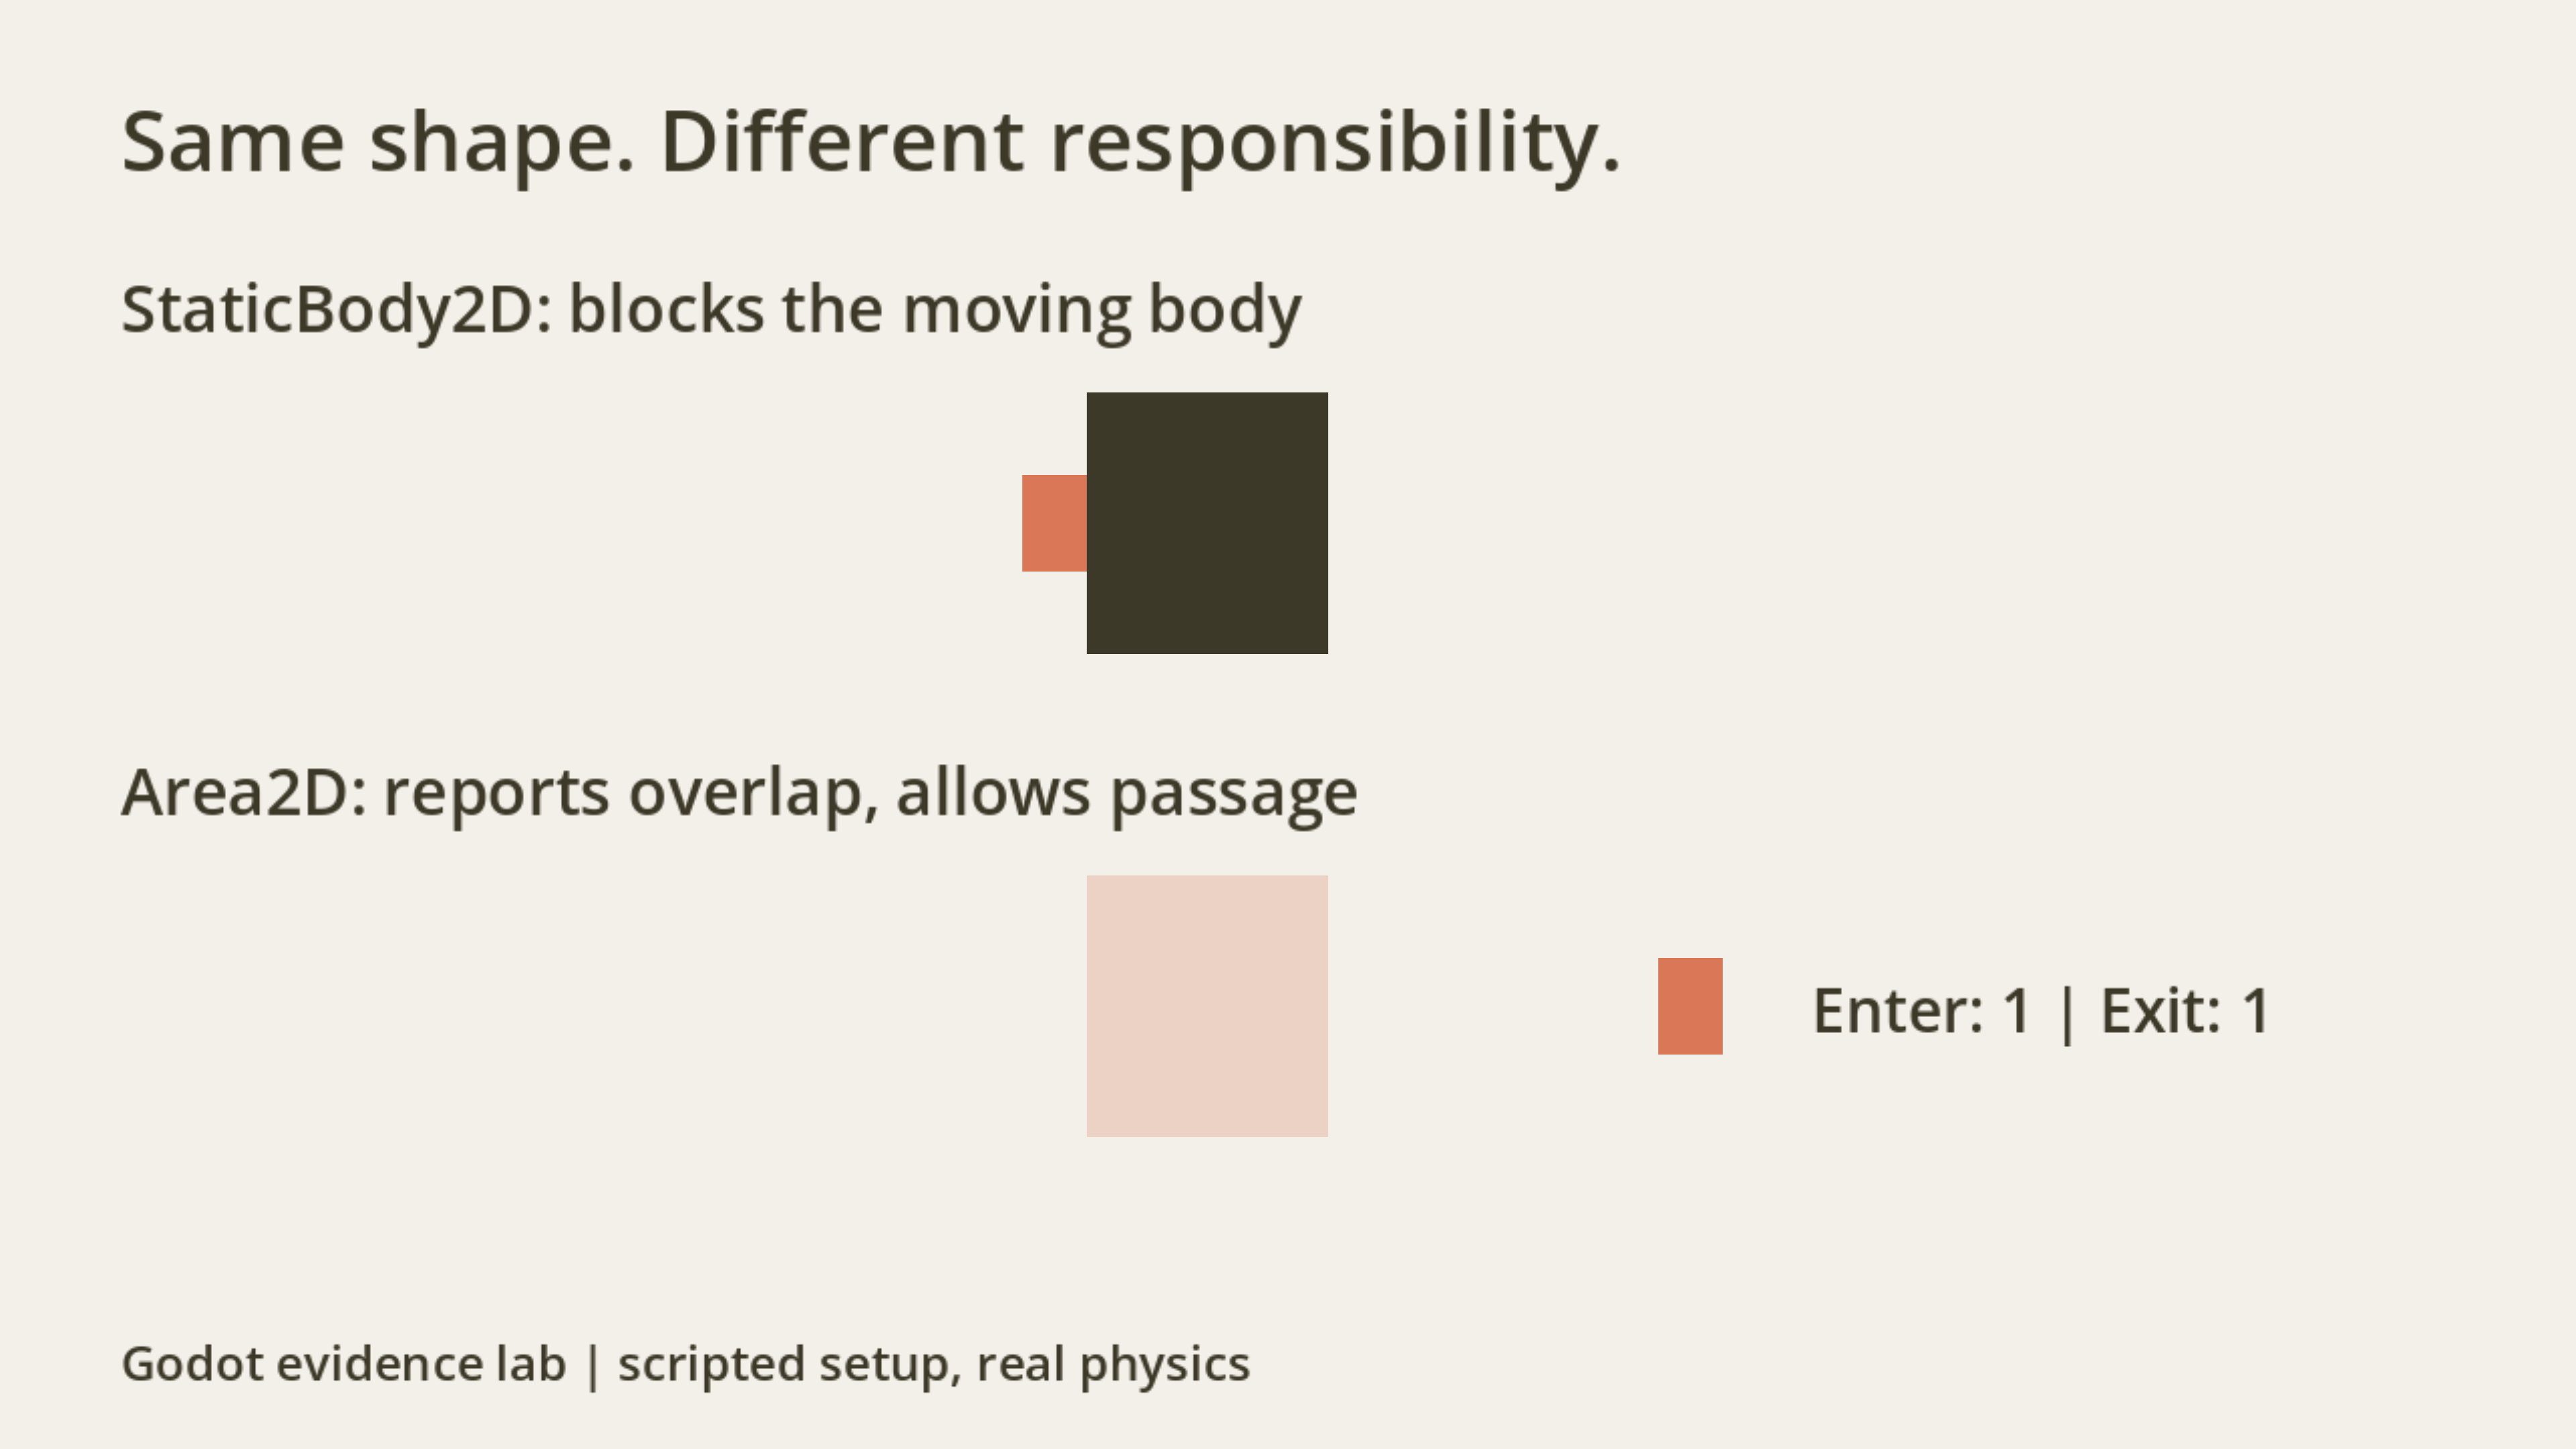 Same shape. Different responsibility.
StaticBody2D: blocks the moving body
Area2D: reports overlap, allows passage
Enter: 1 | Exit: 1
Godot evidence lab | scripted setup, real physics